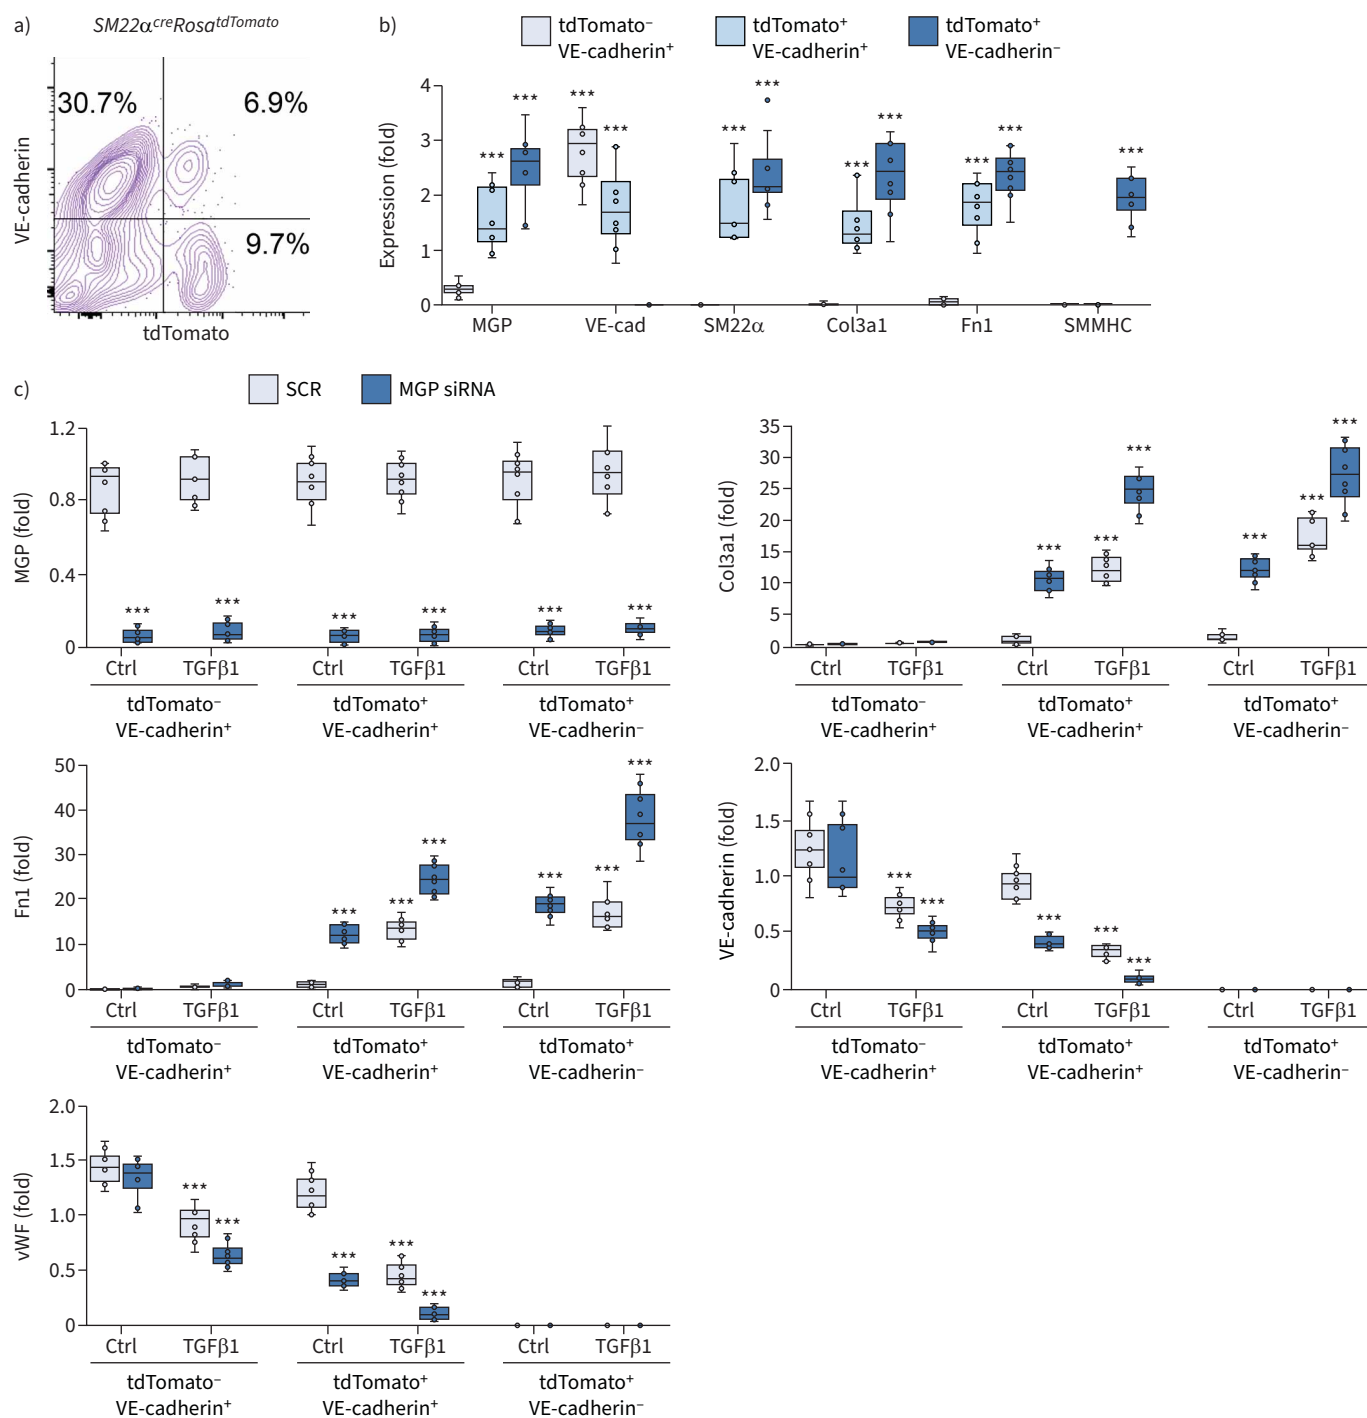 a)
SM22α^creRosa^tdTomato
30.7%
6.9%
9.7%
VE-cadherin
tdTomato
b)
tdTomato⁻
VE-cadherin⁺
tdTomato⁺
VE-cadherin⁺
tdTomato⁺
VE-cadherin⁻
Expression (fold)
4
3
2
1
0
***
***
***
***
***
***
***
***
***
***
***
MGP
VE-cad
SM22α
Col3a1
Fn1
SMMHC
c)
SCR
MGP siRNA
MGP (fold)
1.2
0.8
0.4
0
***
***
***
***
***
***
Ctrl
TGFβ1
Ctrl
TGFβ1
Ctrl
TGFβ1
tdTomato⁻
VE-cadherin⁺
tdTomato⁺
VE-cadherin⁺
tdTomato⁺
VE-cadherin⁻
Col3a1 (fold)
35
30
25
20
15
10
5
0
***
***
***
***
***
***
Ctrl
TGFβ1
Ctrl
TGFβ1
Ctrl
TGFβ1
tdTomato⁻
VE-cadherin⁺
tdTomato⁺
VE-cadherin⁺
tdTomato⁺
VE-cadherin⁻
Fn1 (fold)
50
40
30
20
10
0
***
***
***
***
***
***
Ctrl
TGFβ1
Ctrl
TGFβ1
Ctrl
TGFβ1
tdTomato⁻
VE-cadherin⁺
tdTomato⁺
VE-cadherin⁺
tdTomato⁺
VE-cadherin⁻
VE-cadherin (fold)
2.0
1.5
1.0
0.5
0
***
***
***
***
***
Ctrl
TGFβ1
Ctrl
TGFβ1
Ctrl
TGFβ1
tdTomato⁻
VE-cadherin⁺
tdTomato⁺
VE-cadherin⁺
tdTomato⁺
VE-cadherin⁻
vWF (fold)
2.0
1.5
1.0
0.5
0
***
***
***
***
***
Ctrl
TGFβ1
Ctrl
TGFβ1
Ctrl
TGFβ1
tdTomato⁻
VE-cadherin⁺
tdTomato⁺
VE-cadherin⁺
tdTomato⁺
VE-cadherin⁻